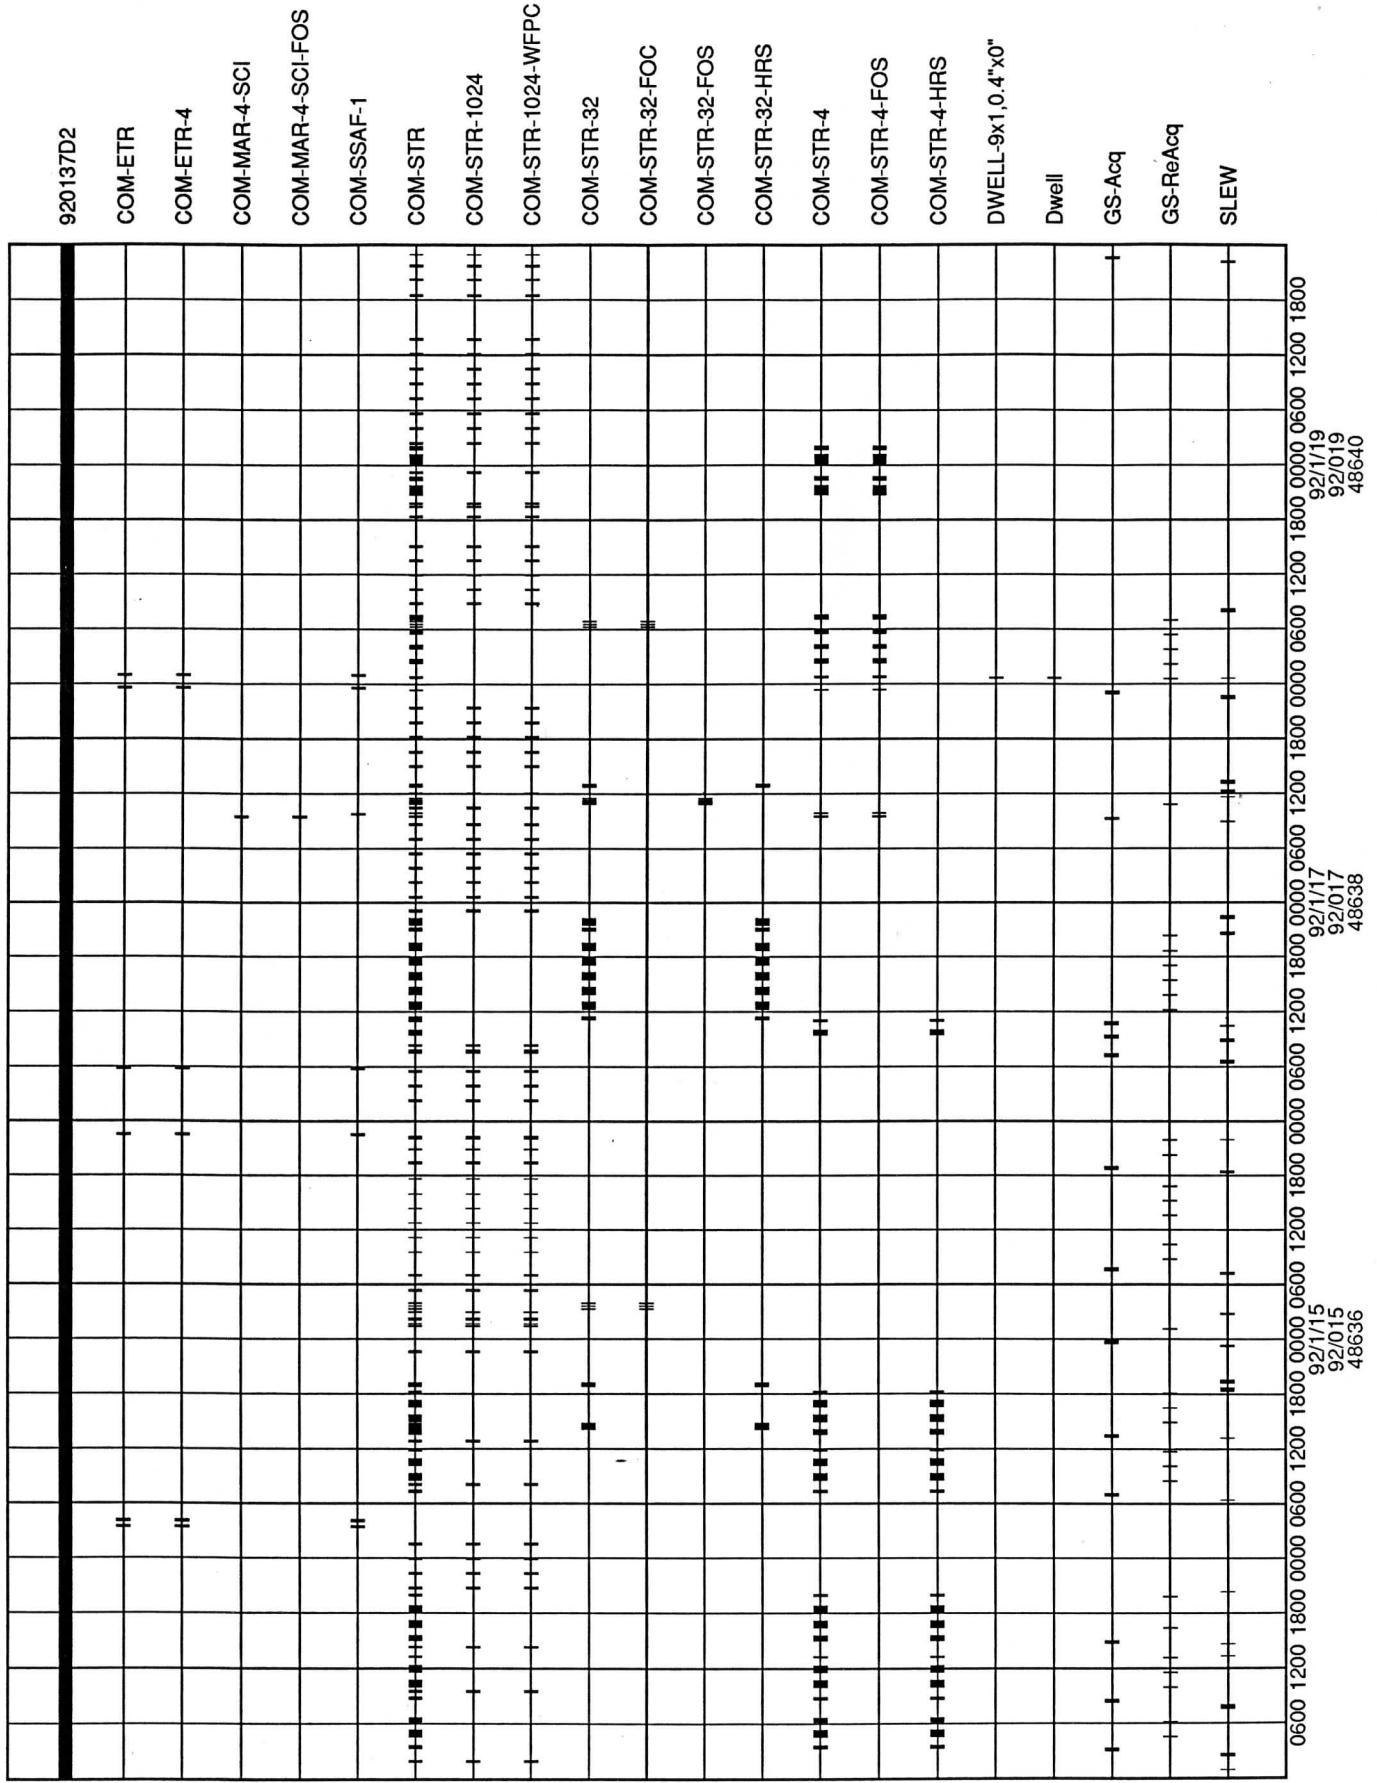 920137D2
COM-ETR
COM-ETR-4
COM-MAR-4-SCI
COM-MAR-4-SCI-FOS
COM-SSAF-1
COM-STR
COM-STR-1024
COM-STR-1024-WFPC
COM-STR-32
COM-STR-32-FOC
COM-STR-32-FOS
COM-STR-32-HRS
COM-STR-4
COM-STR-4-FOS
COM-STR-4-HRS
DWELL-9x1,0.4"x0"
Dwell
GS-Acq
GS-ReAcq
SLEW
0600 1200 1800 0000 0600 1200 1800 0000 0600 1200 1800 0000 0600 1200 1800 0000 0600 1200 1800 0000 0600 1200 1800 0000 0600 1200 1800
92/1/15 92/1/17 92/1/19
92/015 92/017 92/019
48636 48638 48640